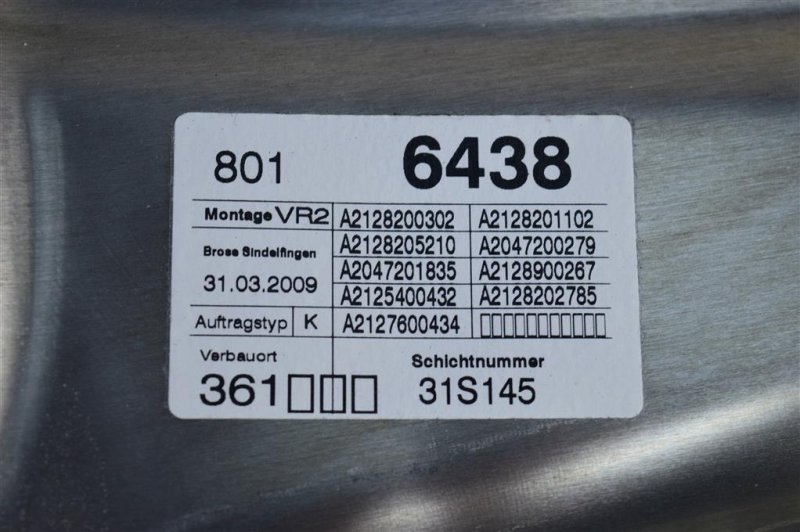 801 6438
Montage VR2 A2128200302 A2128201102
Brose Sindelfingen A2128205210 A2047200279
31.03.2009 A2047201835 A2128900267
A2125400432 A2128202785
Auftragstyp K A2127600434 ▯▯▯▯▯▯▯▯▯▯▯
Verbauort Schichtnummer
361▯▯▯ 31S145